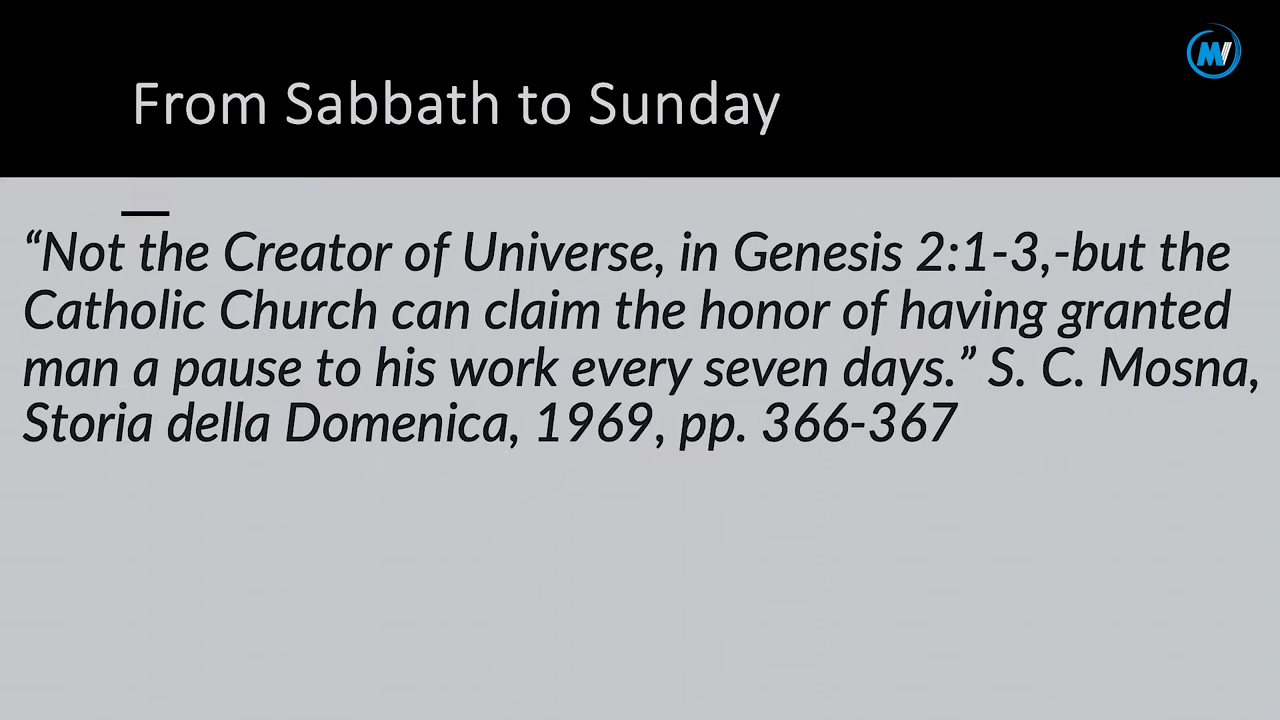 From Sabbath to Sunday
MV
“Not the Creator of Universe, in Genesis 2:1-3,-but the
Catholic Church can claim the honor of having granted
man a pause to his work every seven days.” S. C. Mosna,
Storia della Domenica, 1969, pp. 366-367